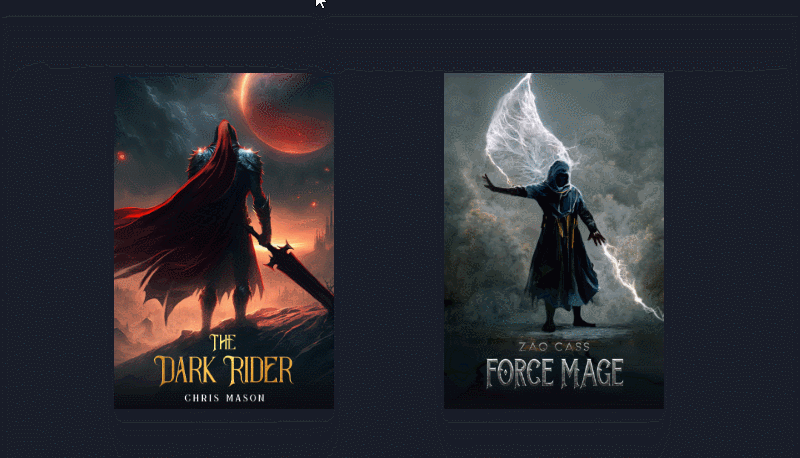 THE
DARK RIDER
CHRIS MASON
ZAO CASS
FORCE MAGE